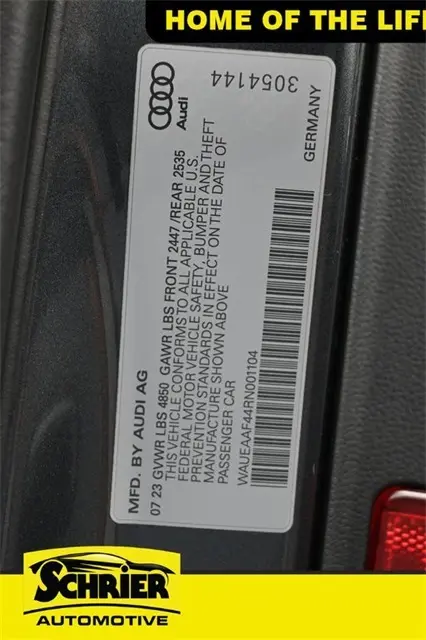 HOME OF THE LIF
3054144
Audi
GERMANY
MFD. BY AUDI AG
07 23 GVWR LBS 4850 GAWR LBS FRONT 2447 /REAR 2535
THIS VEHICLE CONFORMS TO ALL APPLICABLE U.S.
FEDERAL MOTOR VEHICLE SAFETY, BUMPER AND THEFT
PREVENTION STANDARDS IN EFFECT ON THE DATE OF
MANUFACTURE SHOWN ABOVE
PASSENGER CAR
WAUEAAF44RN001104
SCHRIER
AUTOMOTIVE